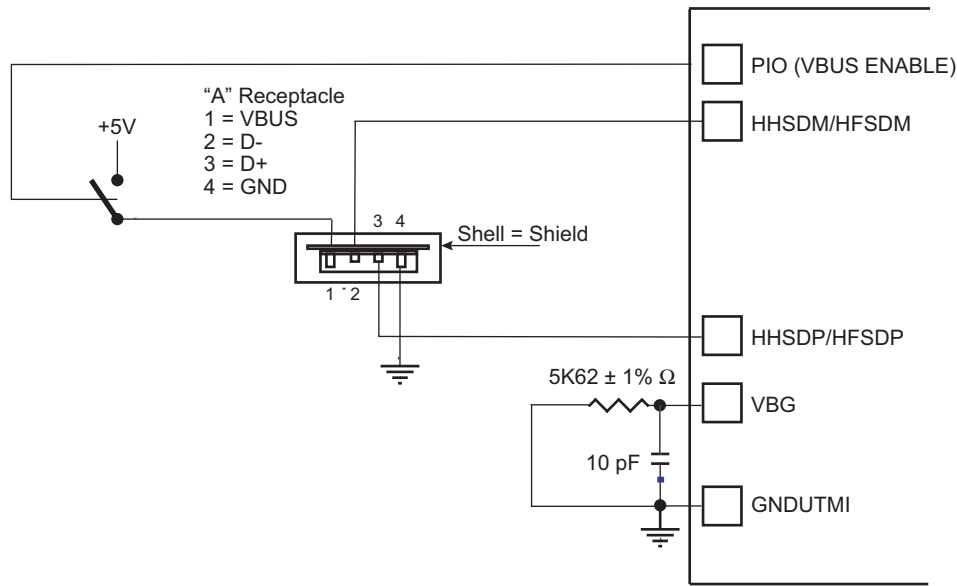 PIO (VBUS ENABLE)
“A” Receptacle
1 = VBUS
2 = D-
3 = D+
4 = GND
+5V
HHSDM/HFSDM
3 4
Shell = Shield
1 2
HHSDP/HFSDP
5K62 ± 1% Ω
VBG
10 pF
GNDUTMI